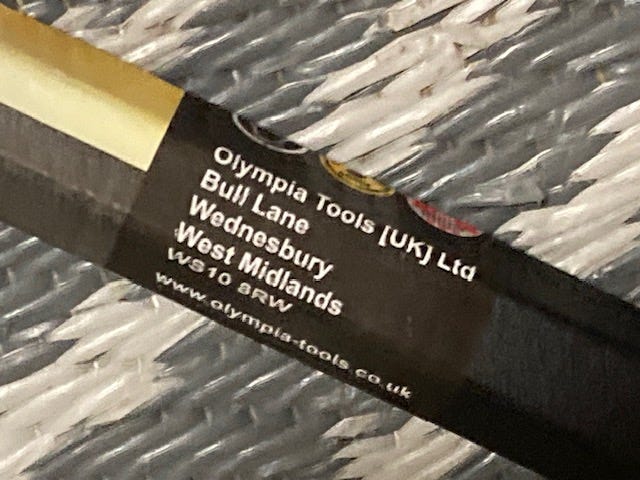 Olympia Tools [UK] Ltd
Bull Lane
Wednesbury
West Midlands
WS10 8RW
www.olympia-tools.co.uk